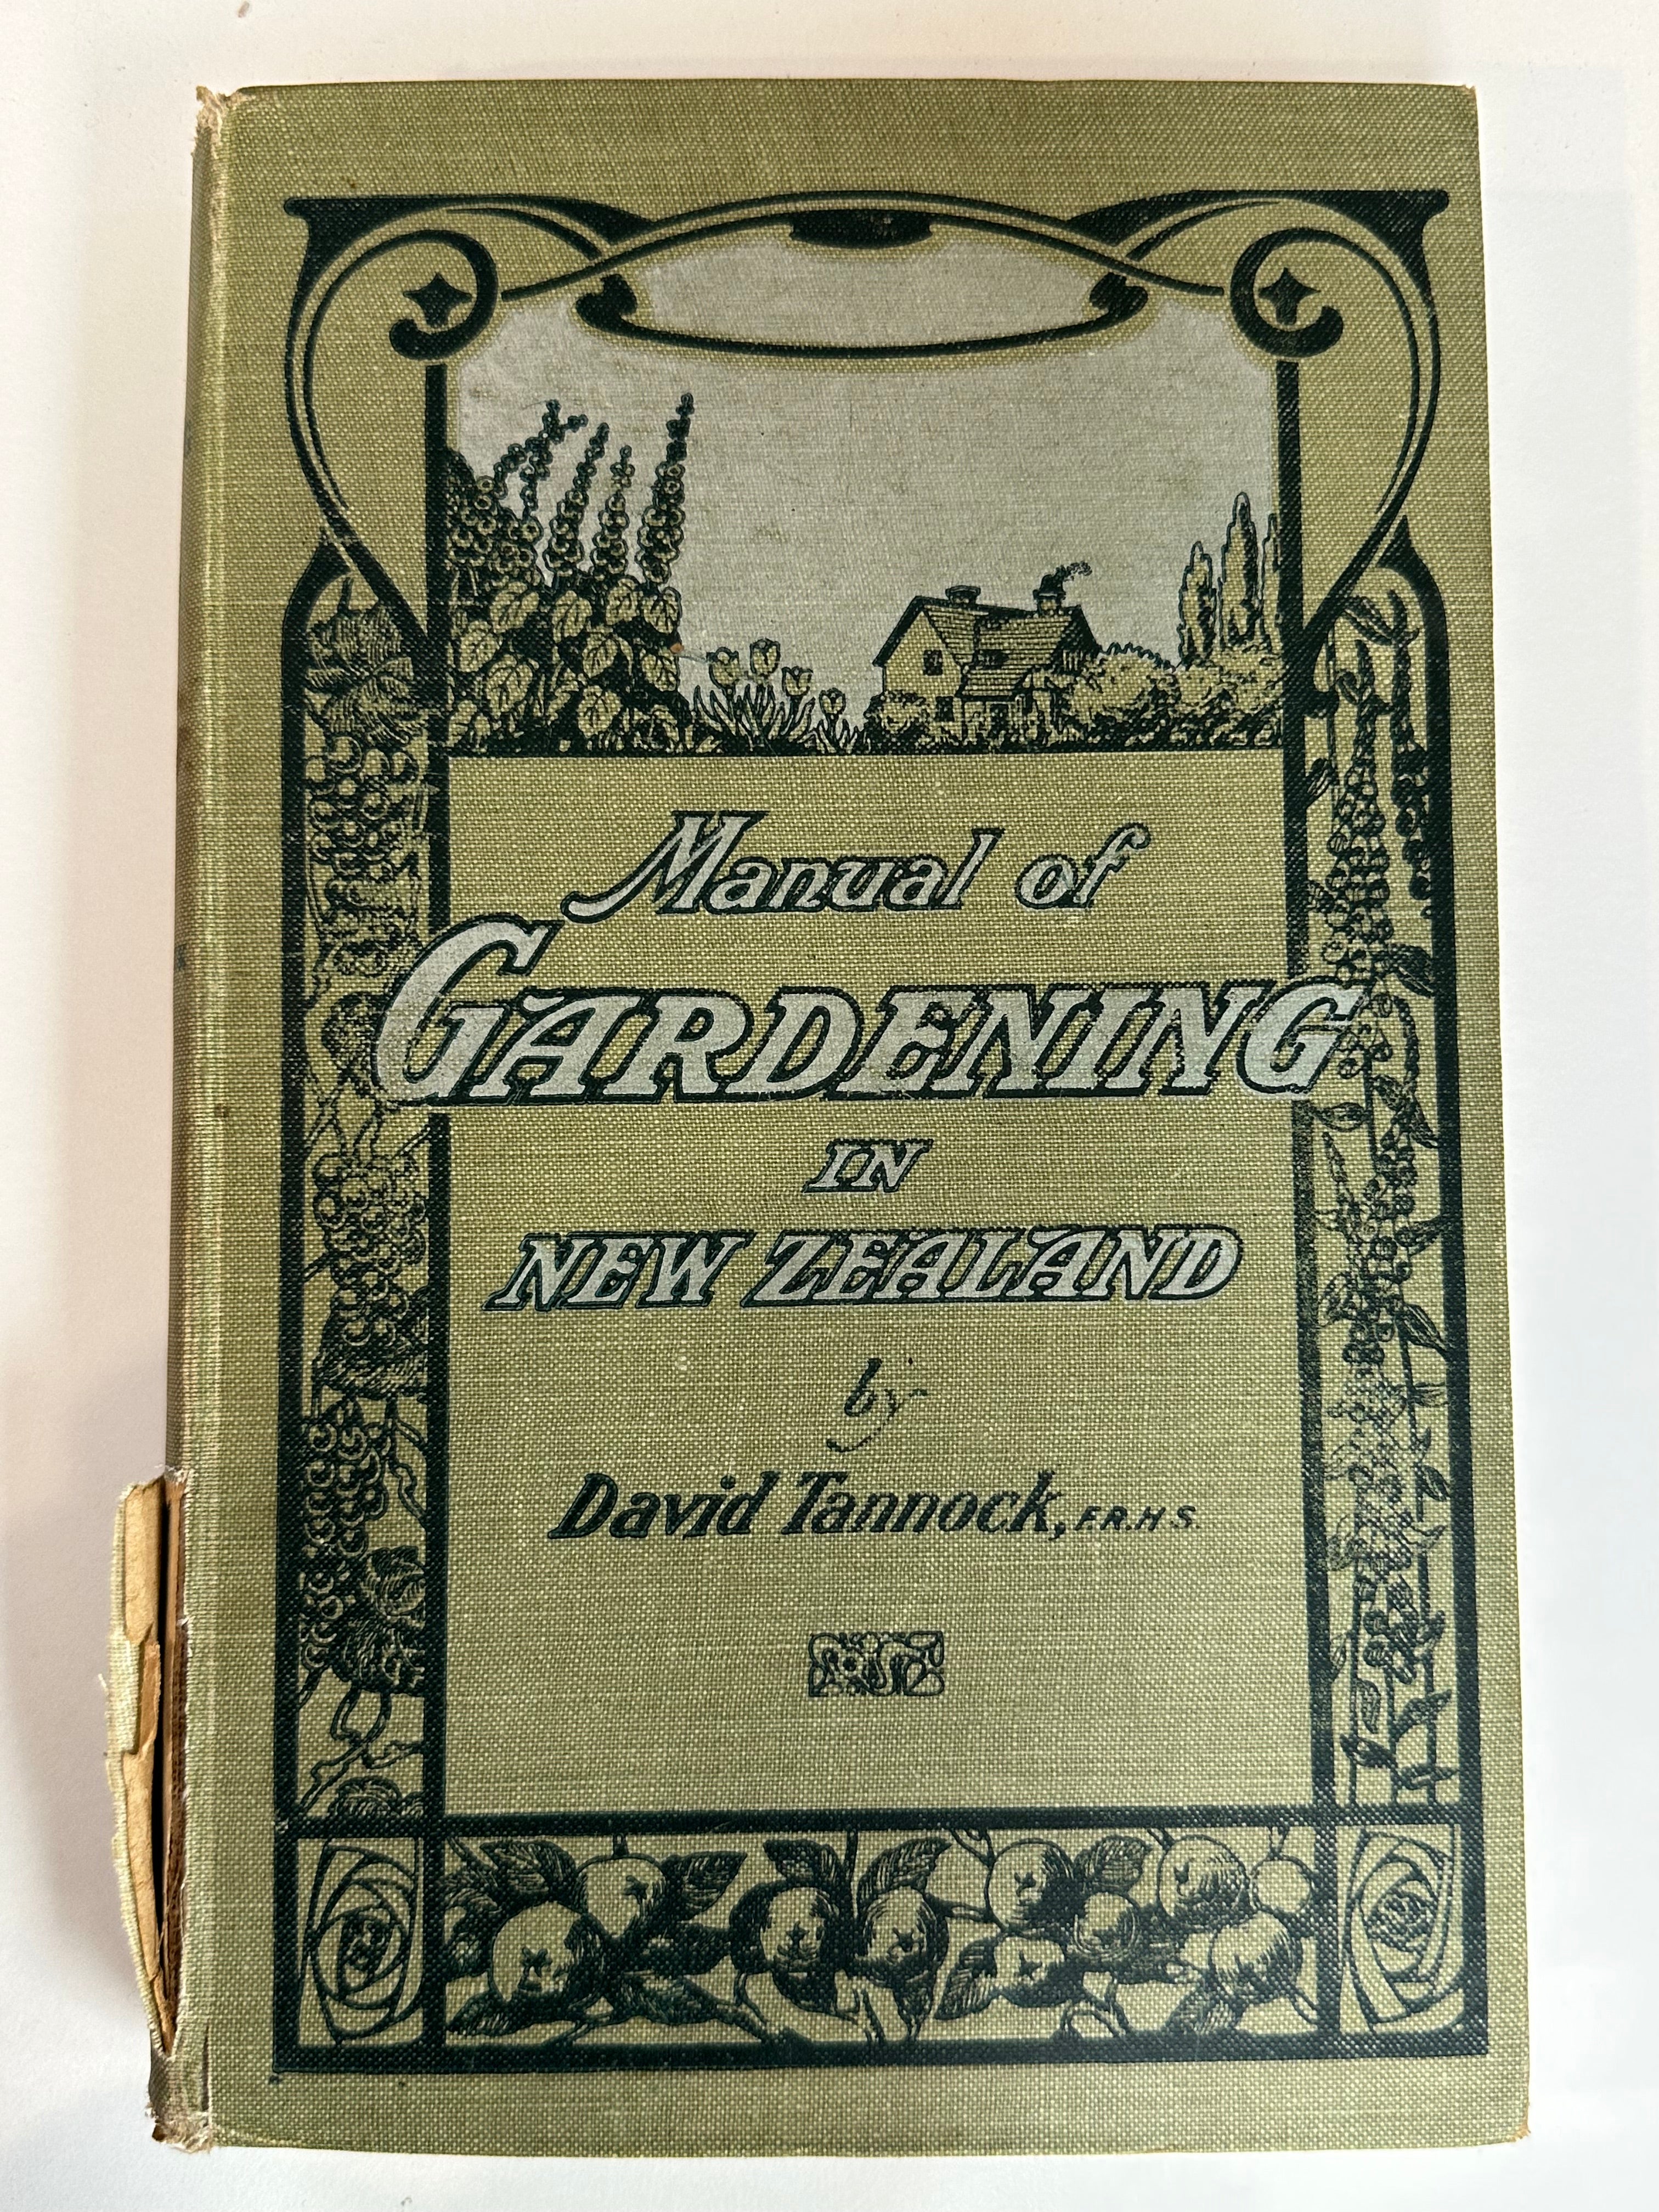 Manual of
GARDENING
IN
NEW ZEALAND
by
David Tannock, F.R.H.S.